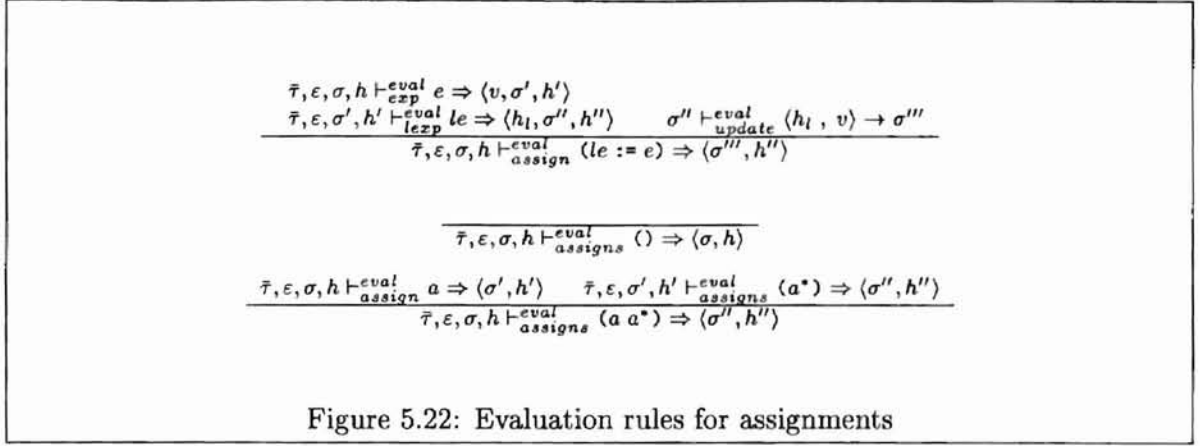 τ̄, ε, σ, h ⊢^{eval}_{exp} e ⇒ ⟨v, σ′, h′⟩
τ̄, ε, σ′, h′ ⊢^{eval}_{lexp} le ⇒ ⟨h_l, σ″, h″⟩ σ″ ⊢^{eval}_{update} ⟨h_l , v⟩ → σ‴
τ̄, ε, σ, h ⊢^{eval}_{assign} (le := e) ⇒ ⟨σ‴, h″⟩
τ̄, ε, σ, h ⊢^{eval}_{assigns} () ⇒ ⟨σ, h⟩
τ̄, ε, σ, h ⊢^{eval}_{assign} a ⇒ ⟨σ′, h′⟩ τ̄, ε, σ′, h′ ⊢^{eval}_{assigns} (a*) ⇒ ⟨σ″, h″⟩
τ̄, ε, σ, h ⊢^{eval}_{assigns} (a a*) ⇒ ⟨σ″, h″⟩
Figure 5.22: Evaluation rules for assignments